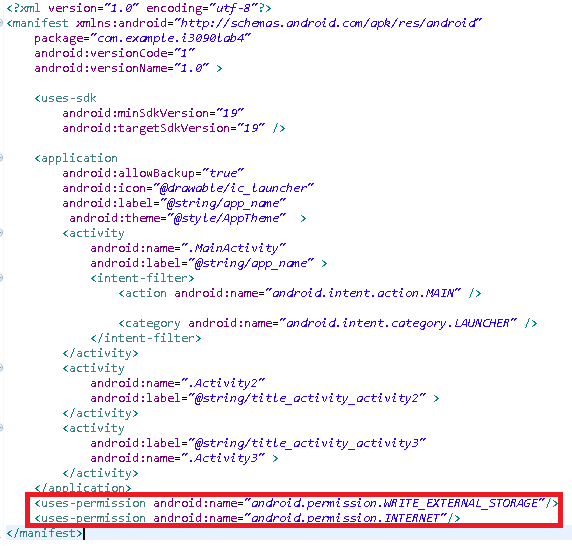 <?xml version="1.0" encoding="utf-8"?>
<manifest xmlns:android="http://schemas.android.com/apk/res/android"
package="com.example.i3090lab4"
android:versionCode="1"
android:versionName="1.0" >
<uses-sdk
android:minSdkVersion="19"
android:targetSdkVersion="19" />
<application
android:allowBackup="true"
android:icon="@drawable/ic_launcher"
android:label="@string/app_name"
android:theme="@style/AppTheme"  >
<activity
android:name=".MainActivity"
android:label="@string/app_name" >
<intent-filter>
<action android:name="android.intent.action.MAIN" />
<category android:name="android.intent.category.LAUNCHER" />
</intent-filter>
</activity>
<activity
android:name=".Activity2"
android:label="@string/title_activity_activity2" >
</activity>
<activity
android:label="@string/title_activity_activity3"
android:name=".Activity3" >
</activity>
</application>
<uses-permission android:name="android.permission.WRITE_EXTERNAL_STORAGE"/>
<uses-permission android:name="android.permission.INTERNET"/>
</manifest>